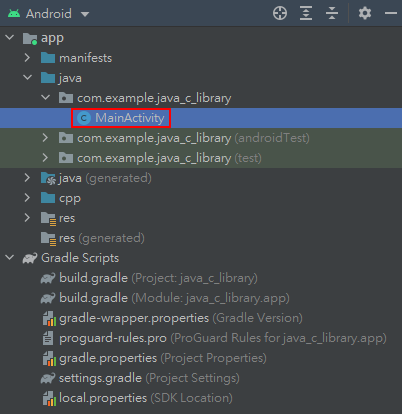 Android
app
manifests
java
com.example.java_c_library
C MainActivity
com.example.java_c_library (androidTest)
com.example.java_c_library (test)
java (generated)
cpp
res
res (generated)
Gradle Scripts
build.gradle (Project: java_c_library)
build.gradle (Module: java_c_library.app)
gradle-wrapper.properties (Gradle Version)
proguard-rules.pro (ProGuard Rules for java_c_library.app)
gradle.properties (Project Properties)
settings.gradle (Project Settings)
local.properties (SDK Location)